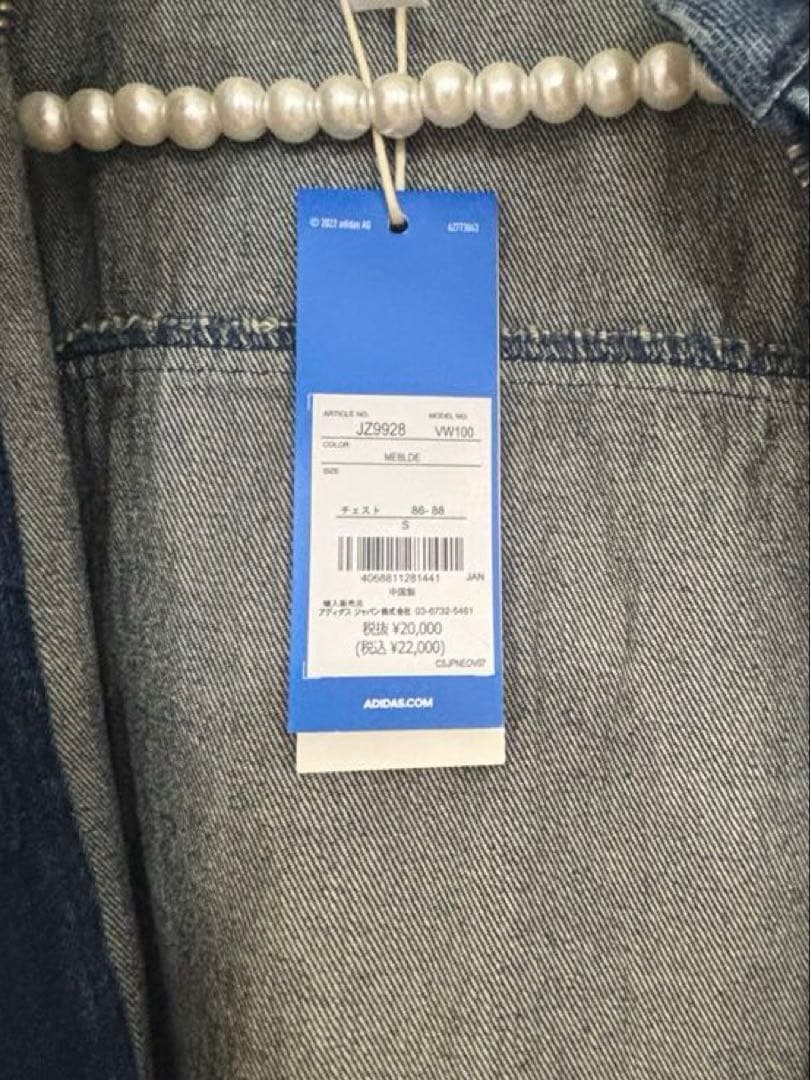 © 2022 adidas AG 62773043
ARTICLE NO. MODEL NO.
JZ9928 VW100
COLOR
MEBLDE
SIZE
チェスト 86-88
S
4068811281441 JAN
中国製
輸入販売元
アディダス ジャパン株式会社 03-6732-5461
税抜 ¥20,000
(税込 ¥22,000)
CSJPNEOV07
ADIDAS.COM